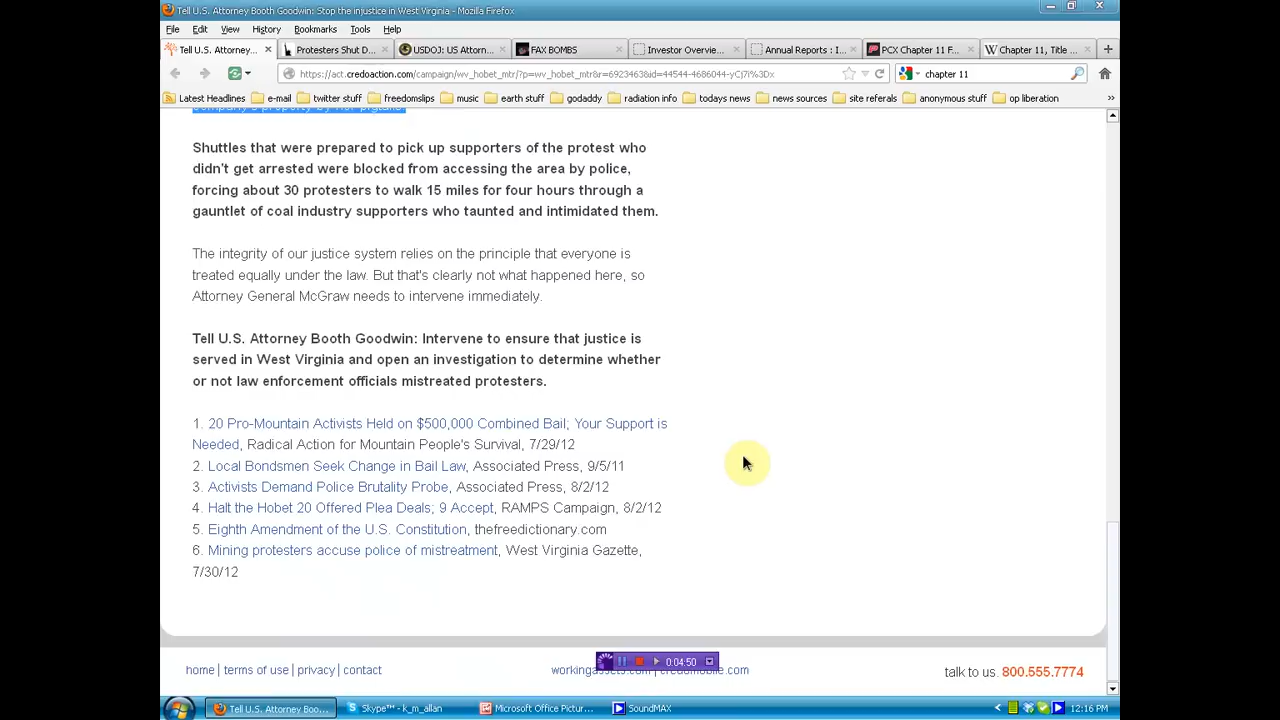 Tell U.S. Attorney Booth Goodwin: Stop the injustice in West Virginia - Mozilla Firefox
File Edit View History Bookmarks Tools Help
Tell U.S. Attorney... Protesters Shut D... USDOJ: US Attorn... FAX BOMBS Investor Overvie... Annual Reports : I... PCX Chapter 11 F... Chapter 11, Title ...
https://act.credoaction.com/campaign/wv_hobet_mtr/?p=wv_hobet_mtr&r=6923463&id=44544-4686044-yCj7i%3Dx chapter 11
Latest Headlines e-mail twitter stuff freedomslips music earth stuff godaddy radiation info todays news news sources site referals anonymous stuff op liberation »
Shuttles that were prepared to pick up supporters of the protest who
didn't get arrested were blocked from accessing the area by police,
forcing about 30 protesters to walk 15 miles for four hours through a
gauntlet of coal industry supporters who taunted and intimidated them.
The integrity of our justice system relies on the principle that everyone is
treated equally under the law. But that's clearly not what happened here, so
Attorney General McGraw needs to intervene immediately.
Tell U.S. Attorney Booth Goodwin: Intervene to ensure that justice is
served in West Virginia and open an investigation to determine whether
or not law enforcement officials mistreated protesters.
1. 20 Pro-Mountain Activists Held on $500,000 Combined Bail; Your Support is
Needed, Radical Action for Mountain People's Survival, 7/29/12
2. Local Bondsmen Seek Change in Bail Law, Associated Press, 9/5/11
3. Activists Demand Police Brutality Probe, Associated Press, 8/2/12
4. Halt the Hobet 20 Offered Plea Deals; 9 Accept, RAMPS Campaign, 8/2/12
5. Eighth Amendment of the U.S. Constitution, thefreedictionary.com
6. Mining protesters accuse police of mistreatment, West Virginia Gazette,
7/30/12
home | terms of use | privacy | contact
0:04:50
talk to us. 800.555.7774
Tell U.S. Attorney Boo... Skype™ - k_m_allan Microsoft Office Pictur... SoundMAX 12:16 PM